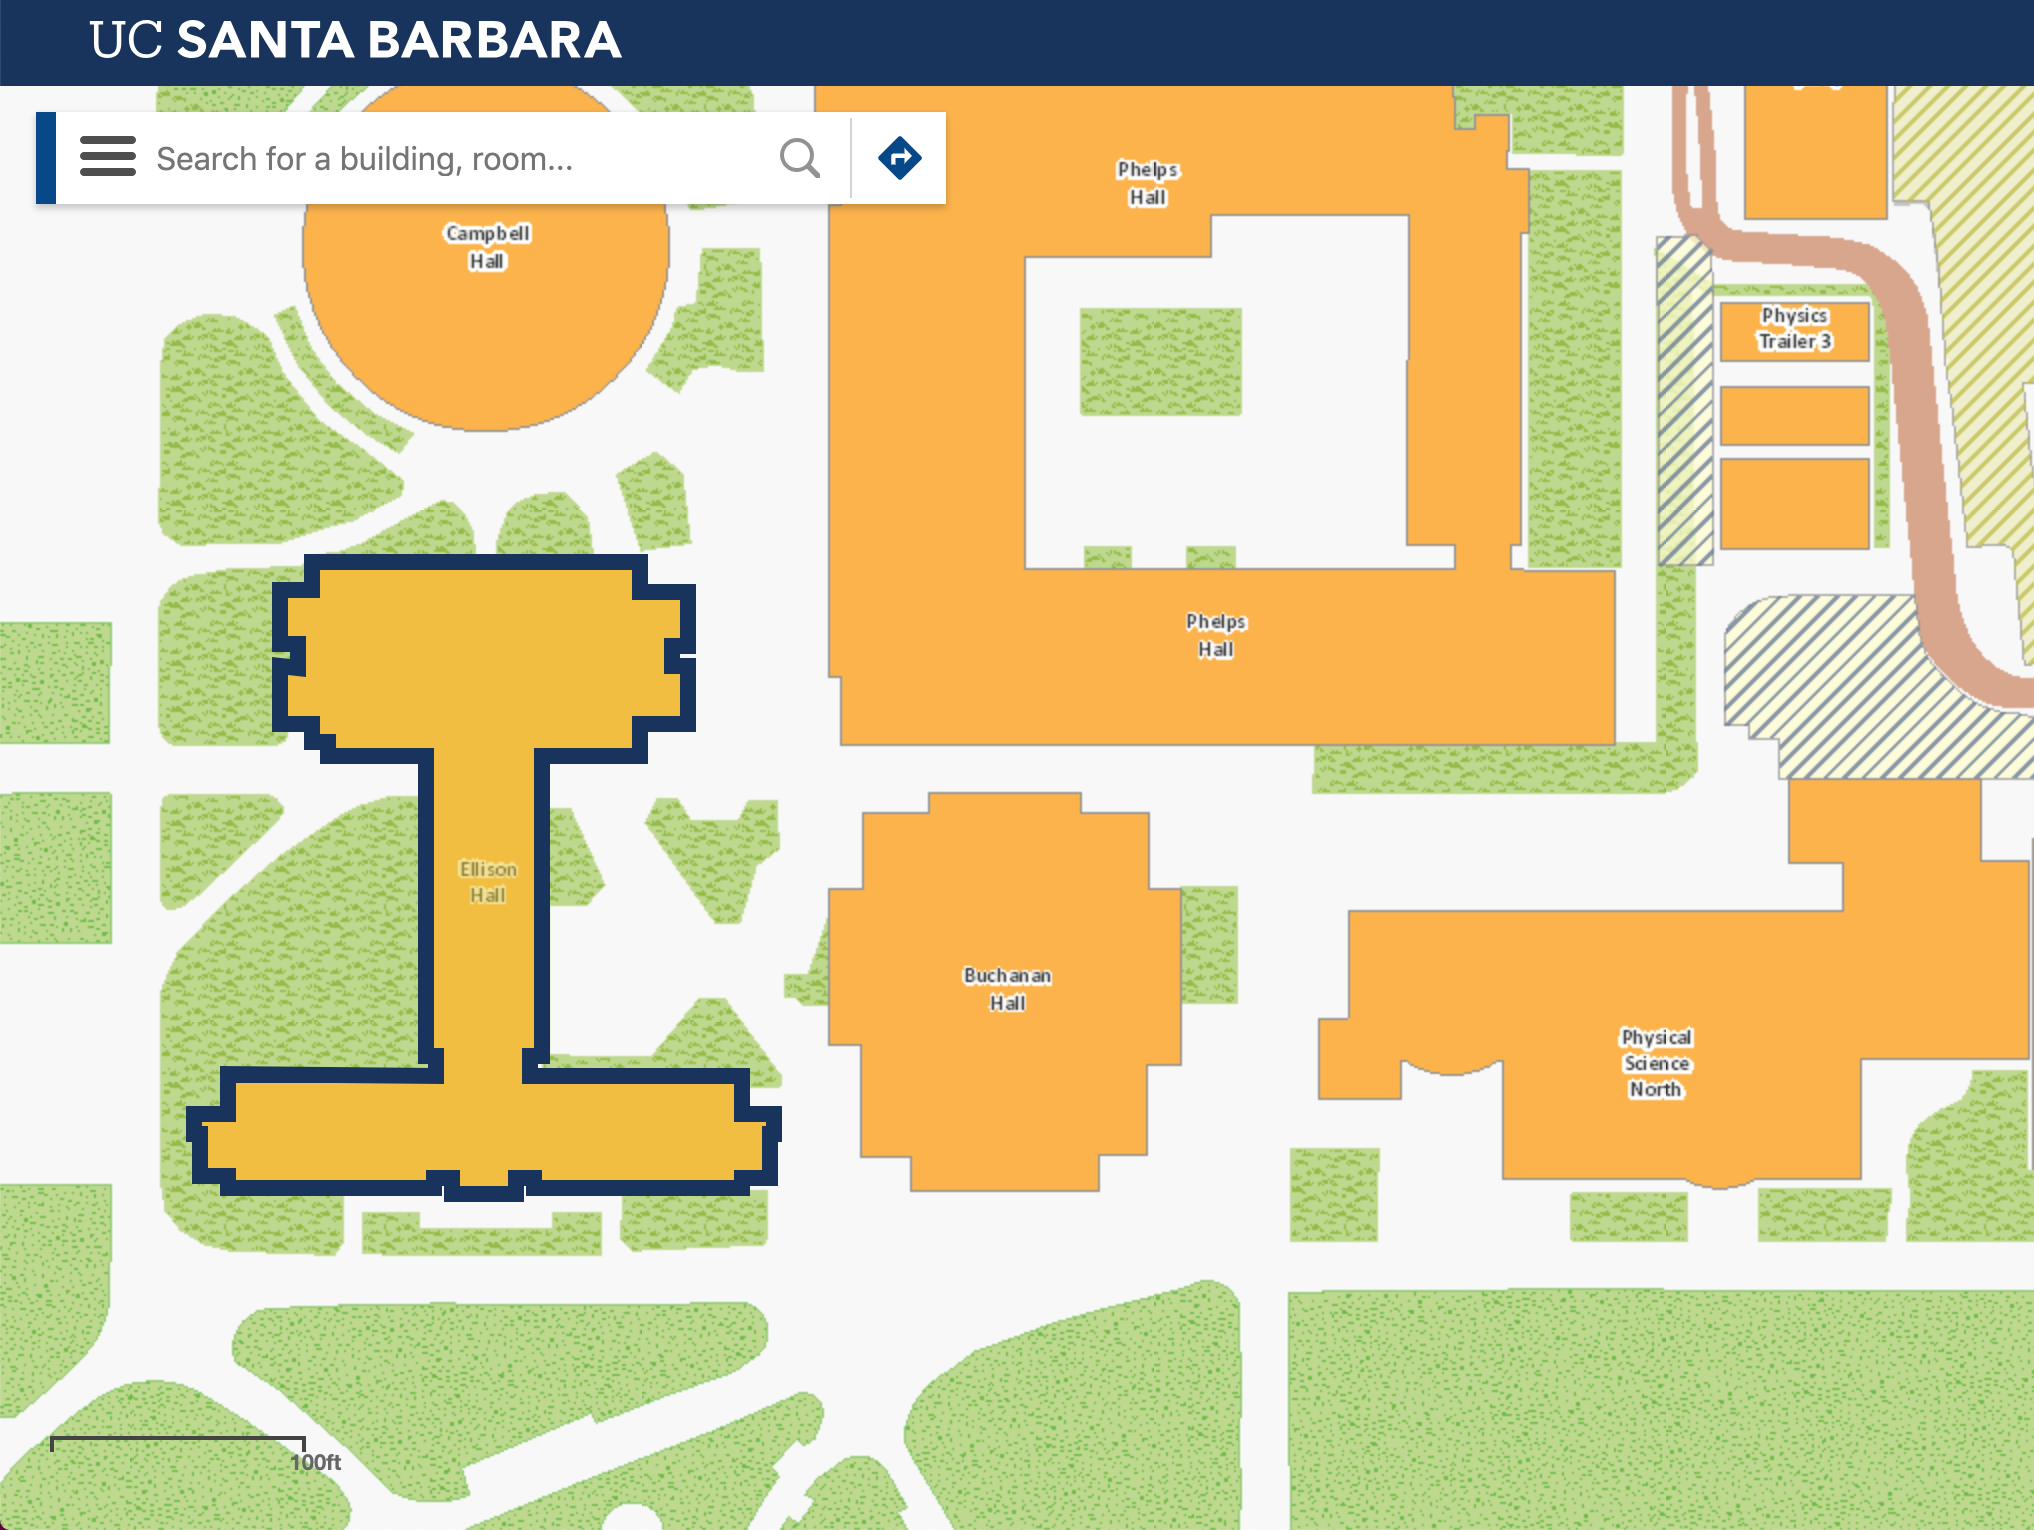 UC SANTA BARBARA
Search for a building, room...
Campbell
Hall
Phelps
Hall
Physics
Trailer 3
Phelps
Hall
Ellison
Hall
Buchanan
Hall
Physical
Science
North
100ft